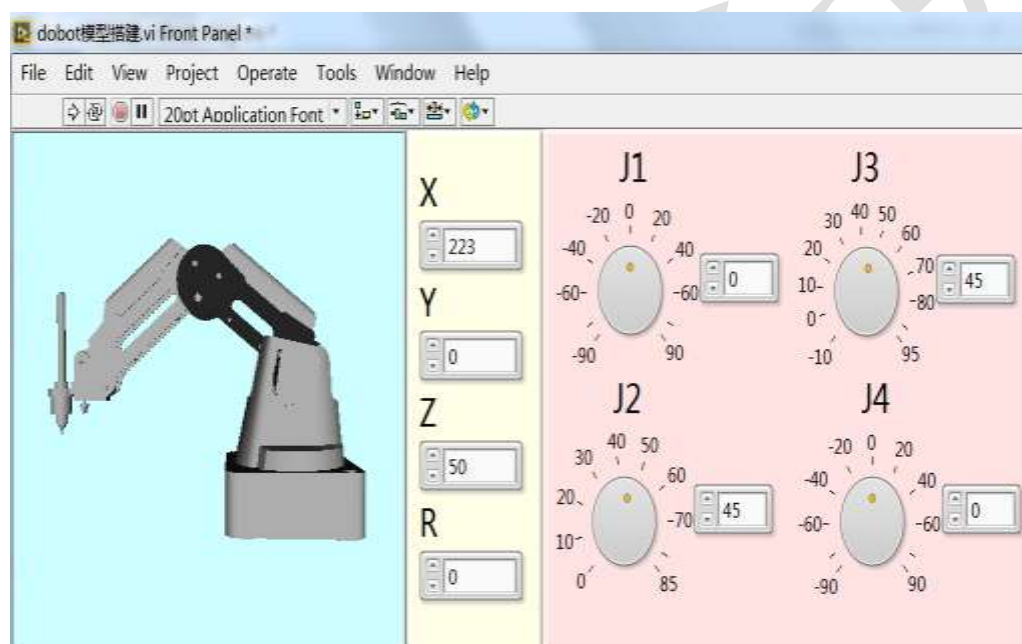 dobot模型搭建.vi Front Panel *
File Edit View Project Operate Tools Window Help
20pt Application Font
X
223
Y
0
Z
50
R
0
J1
-20 0 20
-40 40
-60 -60
-90 90
0
J3
30 40 50 60
20 70
10 -80
0
-10 95
45
J2
30 40 50 60
20 -70
10
0 85
45
J4
-20 0 20
-40 40
-60 -60
-90 90
0